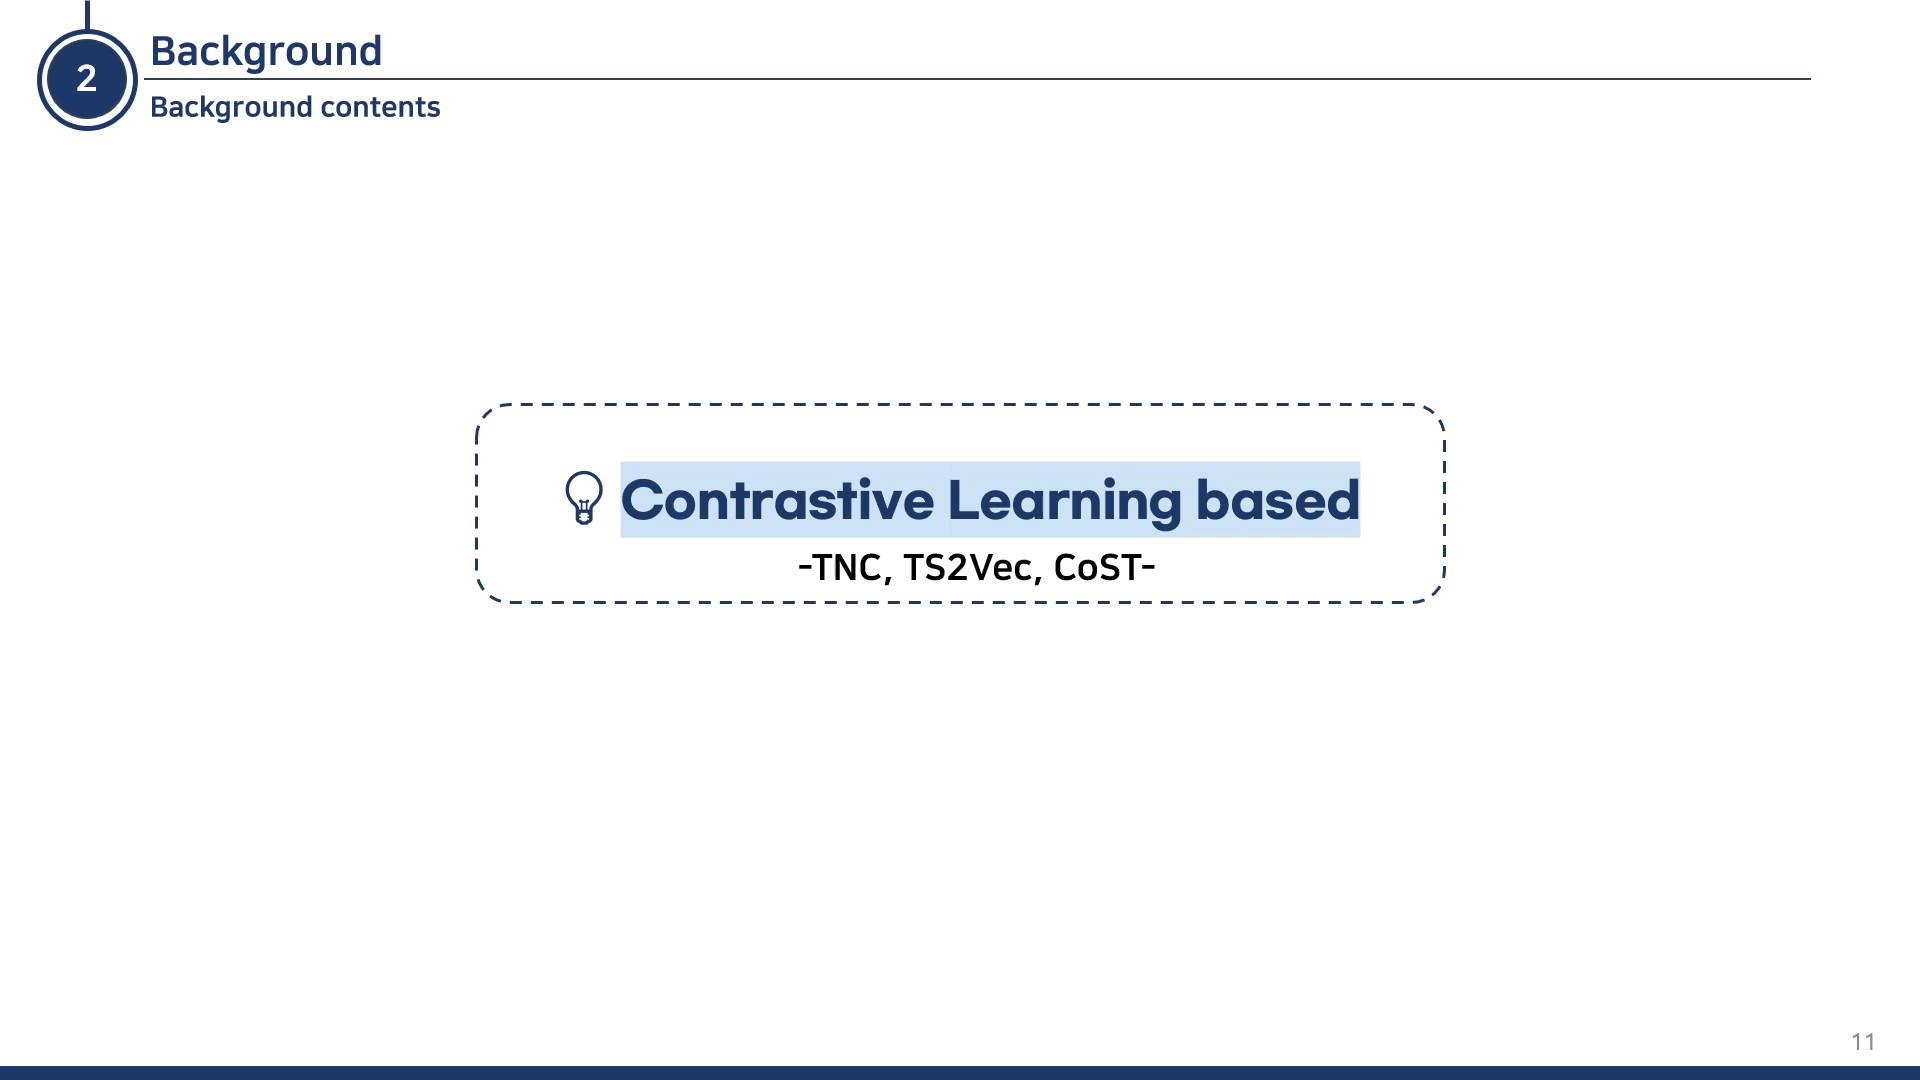 2
Background
Background contents
Contrastive Learning based
-TNC, TS2Vec, CoST-
11